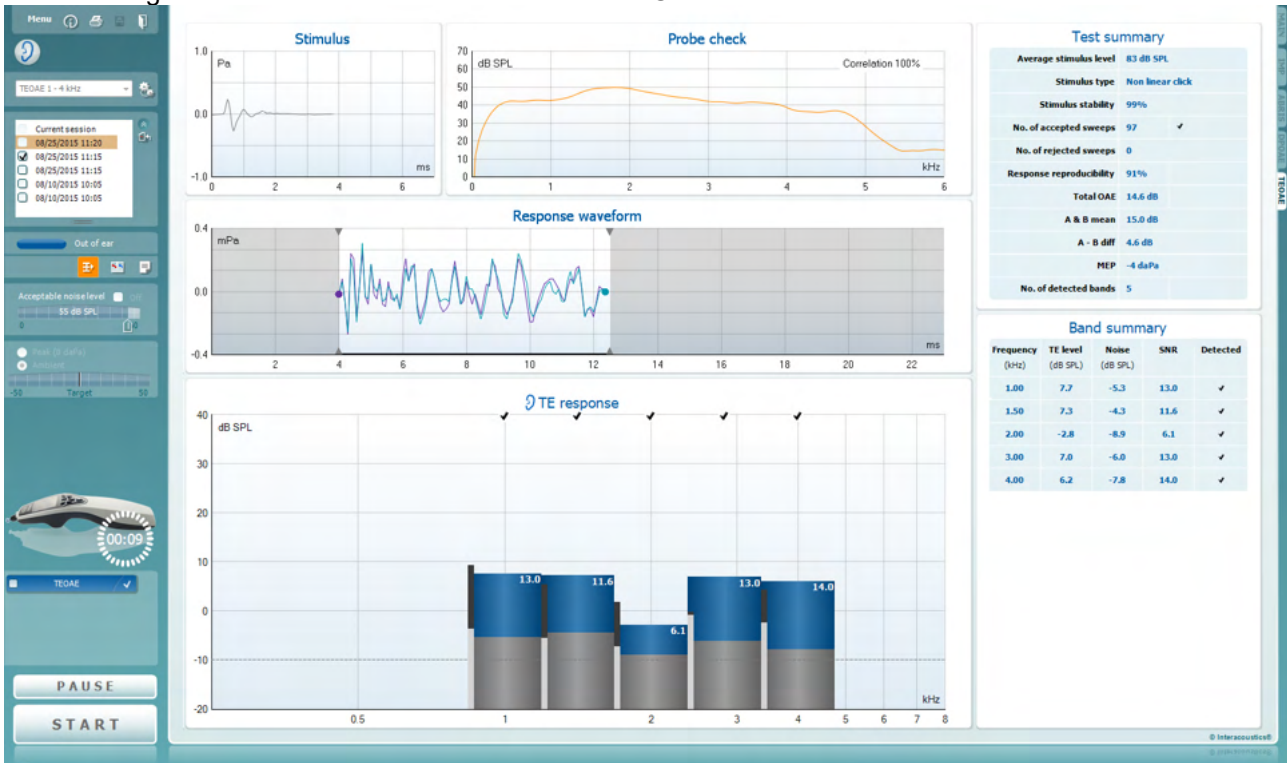 Menu
TEOAE 1 - 4 kHz
Current session
08/25/2015 11:20
08/25/2015 11:15
08/25/2015 11:15
08/10/2015 10:05
08/10/2015 10:05
Out of ear
Acceptable noise level Off
55 dB SPL
0
Peak (0 daPa)
Ambient
-50 Target 50
00:09
TEOAE
PAUSE
START
Stimulus
Pa
1.0
0.0
-1.0
ms
0 2 4 6
Probe check
dB SPL
Correlation 100%
70
60
50
40
30
20
10
0
kHz
0 1 2 3 4 5 6
Response waveform
mPa
0.4
0.0
-0.4
ms
2 4 6 8 10 12 14 16 18 20 22
TE response
dB SPL
40
30
20
10
0
-10
-20
13.0 11.6 6.1 13.0 14.0
kHz
0.5 1 2 3 4 5 6 7 8
Test summary
Average stimulus level 83 dB SPL
Stimulus type Non linear click
Stimulus stability 99%
No. of accepted sweeps 97 ✓
No. of rejected sweeps 0
Response reproducibility 91%
Total OAE 14.6 dB
A & B mean 15.0 dB
A - B diff 4.6 dB
MEP -4 daPa
No. of detected bands 5
Band summary
Frequency TE level Noise SNR Detected
(kHz) (dB SPL) (dB SPL)
1.00 7.7 -5.3 13.0 ✓
1.50 7.3 -4.3 11.6 ✓
2.00 -2.8 -8.9 6.1 ✓
3.00 7.0 -6.0 13.0 ✓
4.00 6.2 -7.8 14.0 ✓
© Interacoustics®
MAIN
IMP
TEOAE